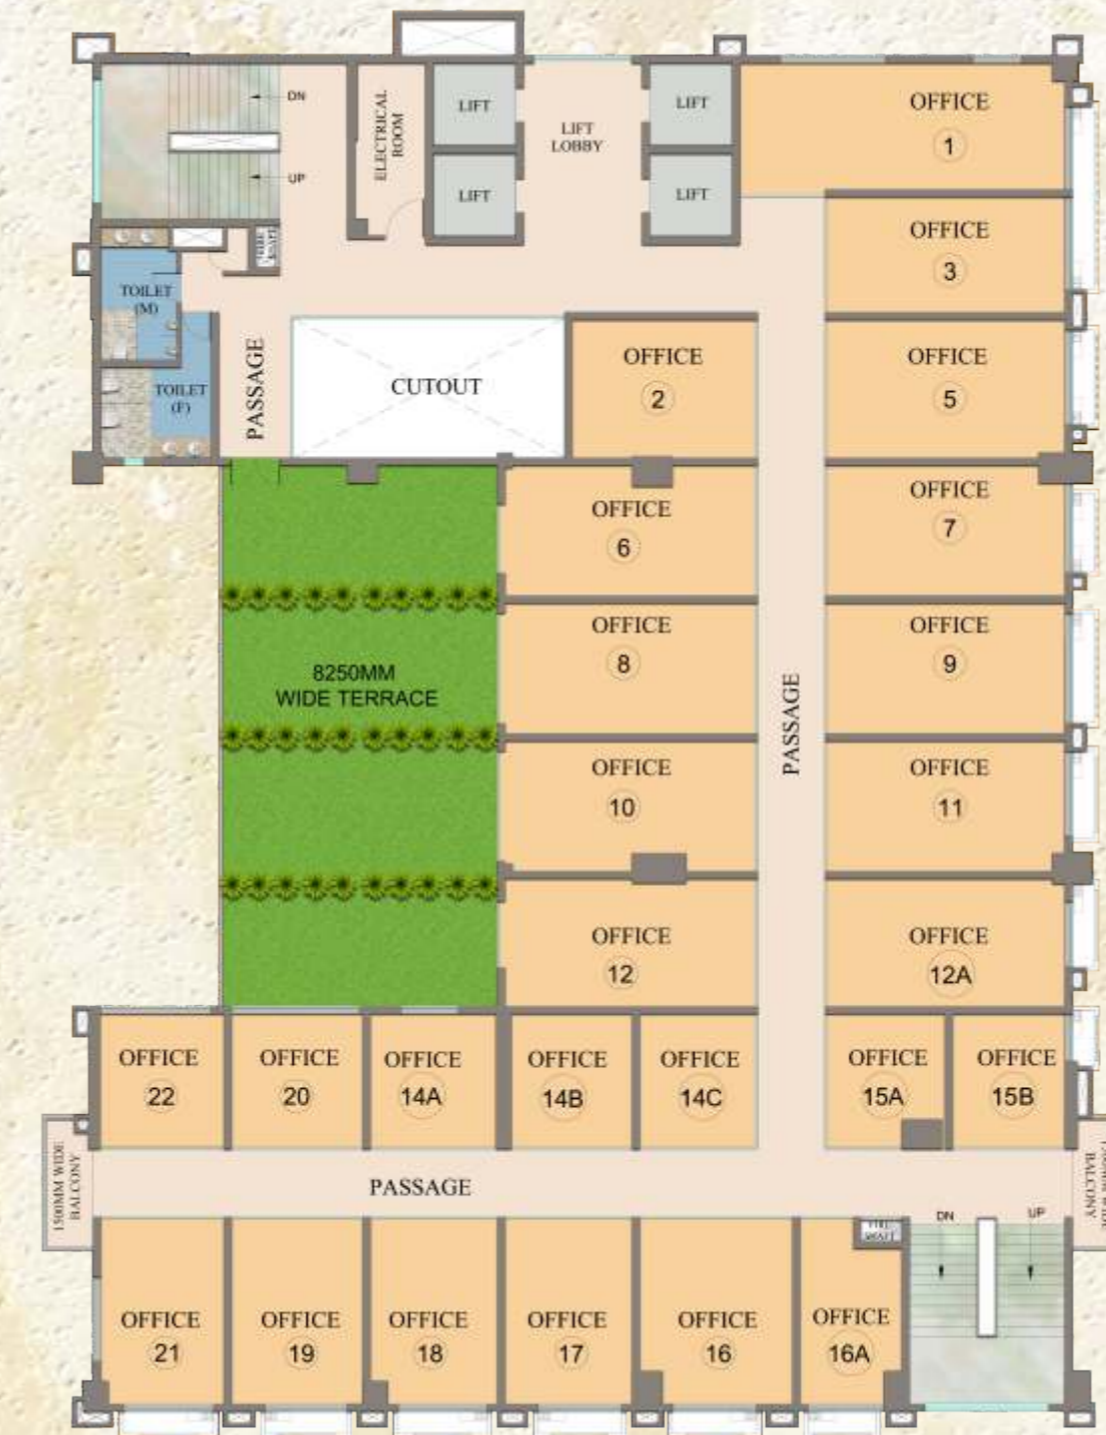 DN
UP
ELECTRICAL
ROOM
LIFT
LIFT
LIFT
LOBBY
LIFT
LIFT
OFFICE
1
OFFICE
3
TOILET
(M)
TOILET
(F)
PASSAGE
CUTOUT
OFFICE
2
OFFICE
5
OFFICE
6
OFFICE
7
8250MM
WIDE TERRACE
OFFICE
8
OFFICE
9
PASSAGE
OFFICE
10
OFFICE
11
OFFICE
12
OFFICE
12A
OFFICE
22
OFFICE
20
OFFICE
14A
OFFICE
14B
OFFICE
14C
OFFICE
15A
OFFICE
15B
1500MM WIDE
BALCONY
PASSAGE
BALCONY
DN
UP
OFFICE
21
OFFICE
19
OFFICE
18
OFFICE
17
OFFICE
16
OFFICE
16A